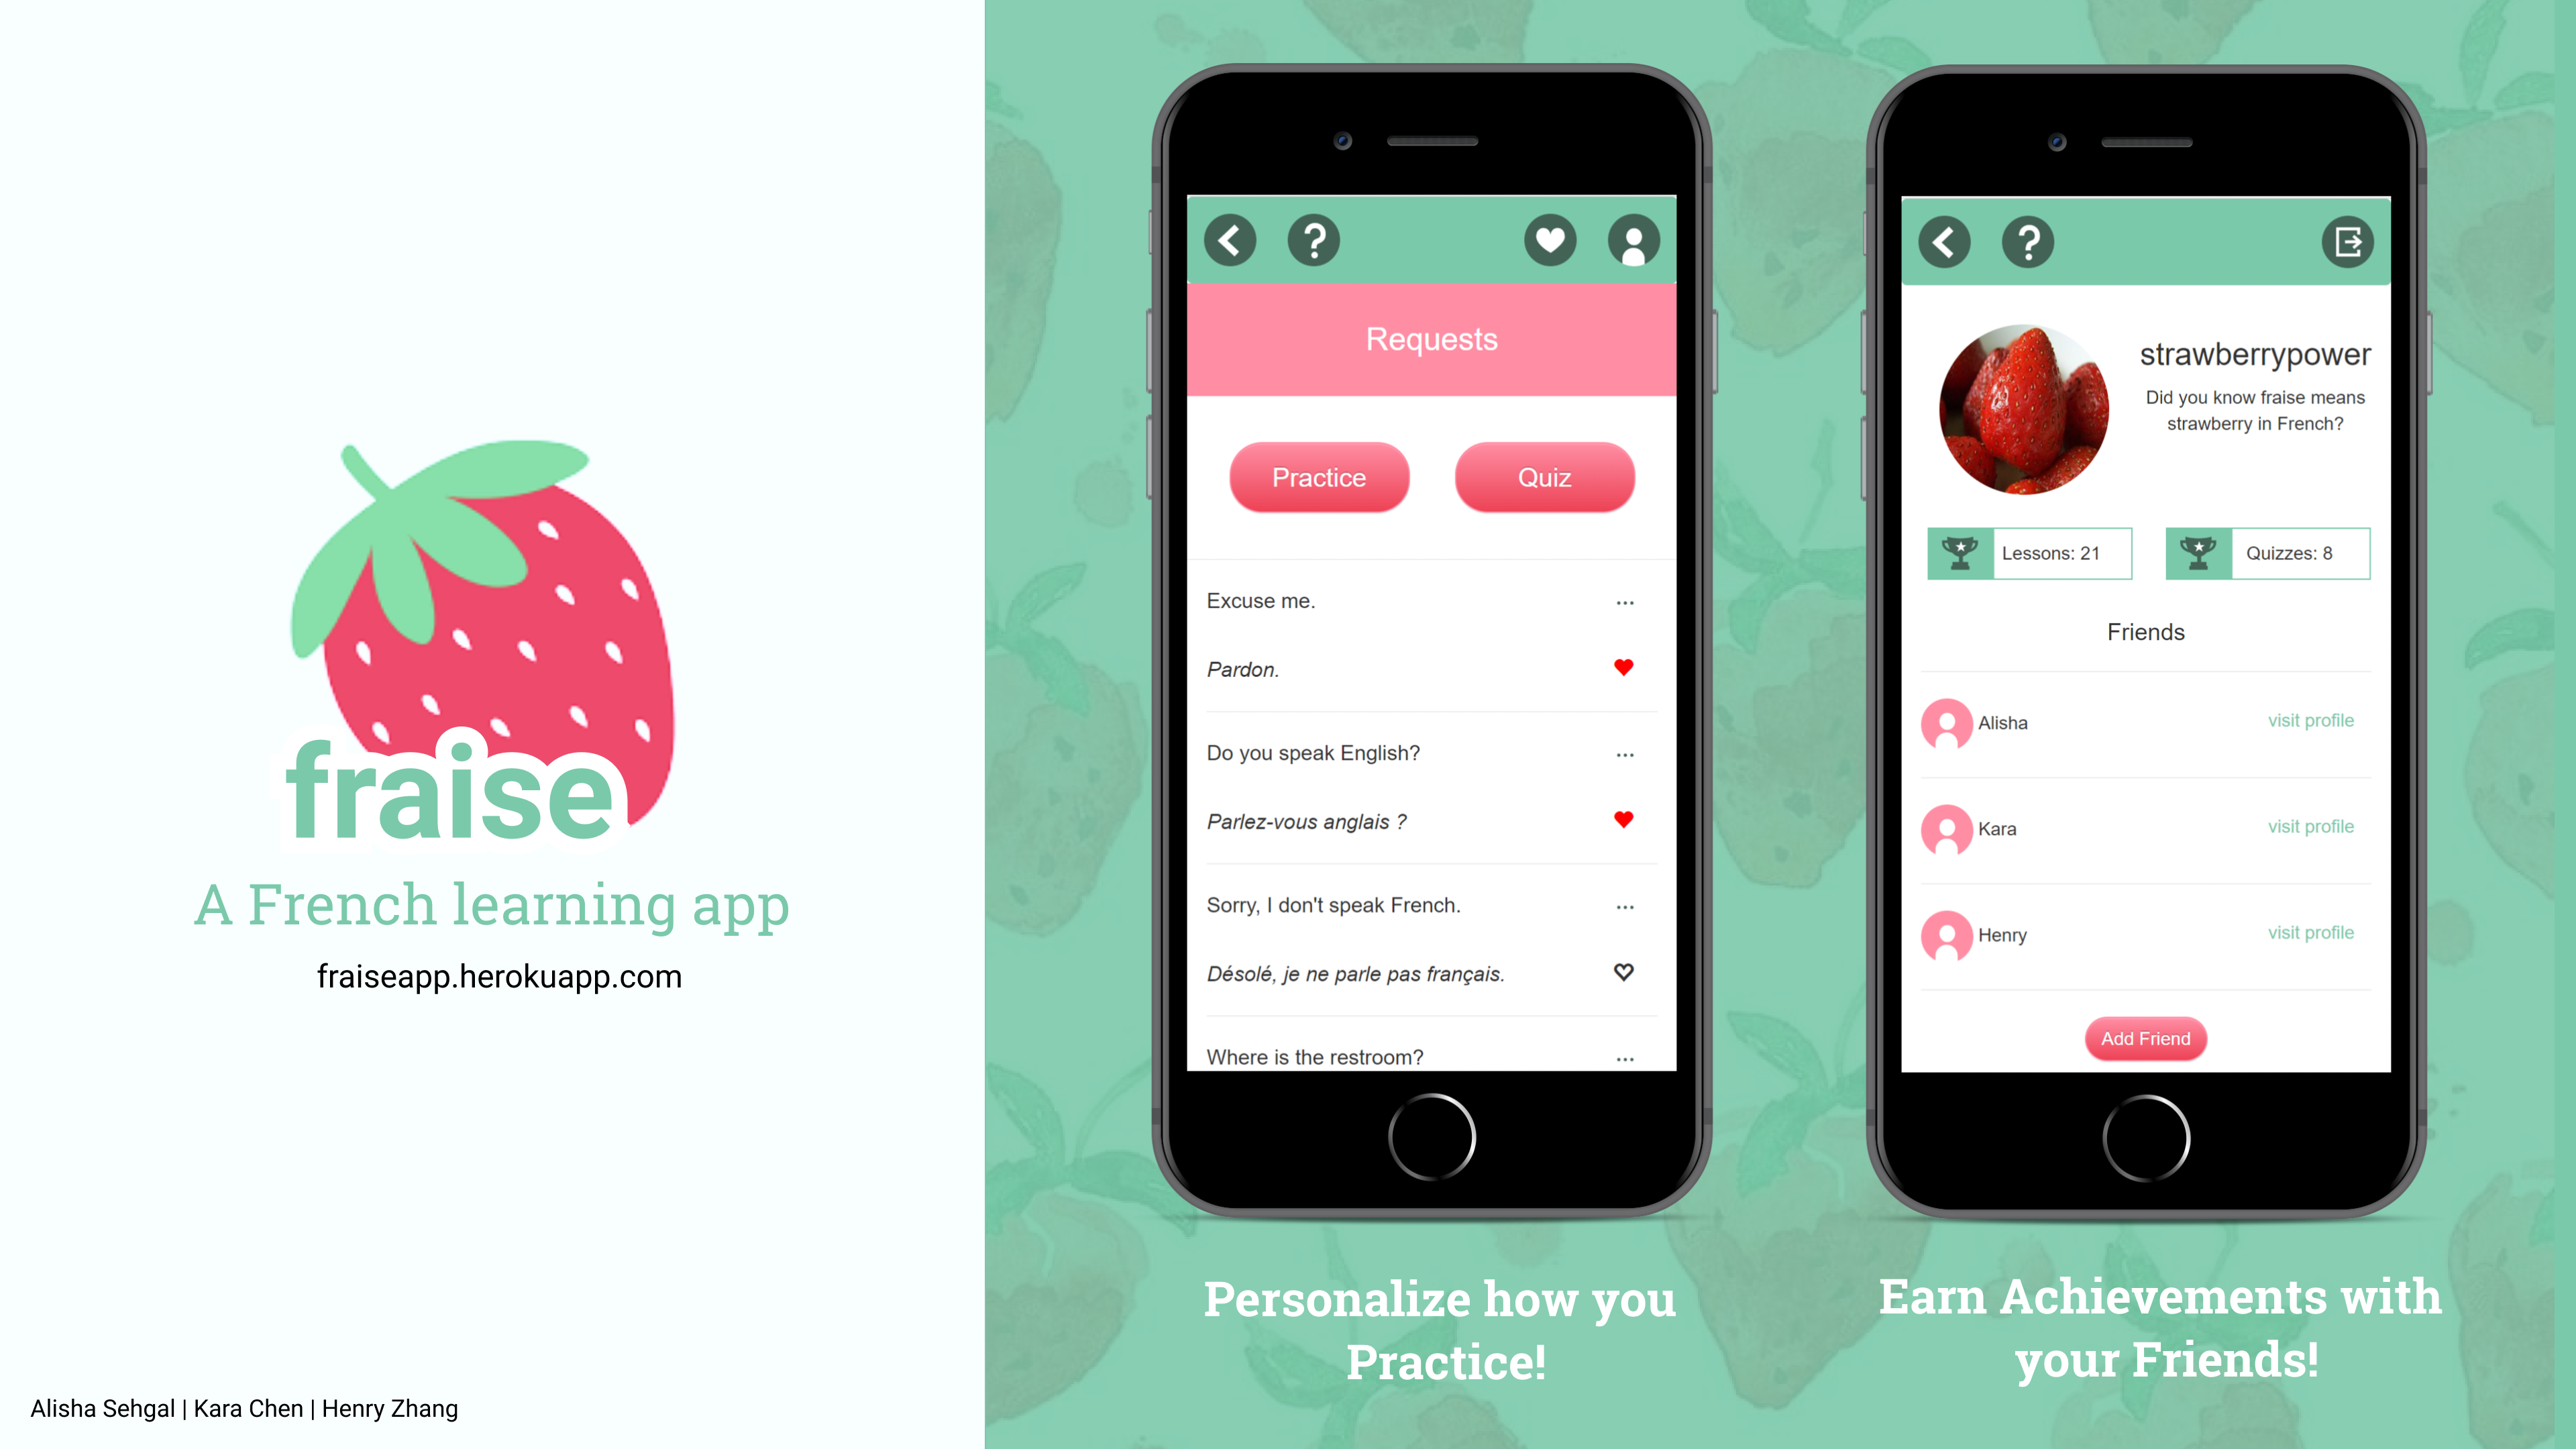 fraise
A French learning app
fraiseapp.herokuapp.com
Alisha Sehgal | Kara Chen | Henry Zhang
?
Requests
Practice
Quiz
Excuse me.
...
Pardon.
Do you speak English?
...
Parlez-vous anglais ?
Sorry, I don't speak French.
...
Désolé, je ne parle pas français.
Where is the restroom?
...
Personalize how you
Practice!
?
strawberrypower
Did you know fraise means
strawberry in French?
Lessons: 21
Quizzes: 8
Friends
Alisha
visit profile
Kara
visit profile
Henry
visit profile
Add Friend
Earn Achievements with
your Friends!